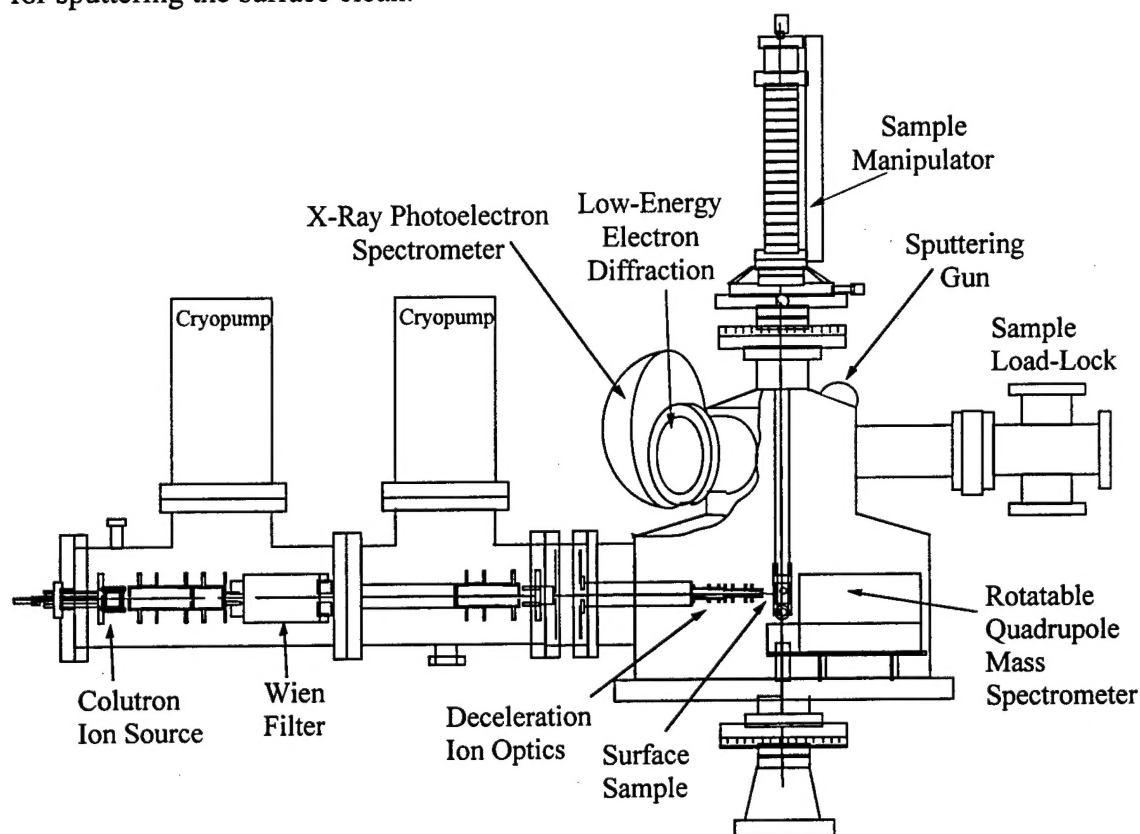 for sputtering the surface clean.
Sample
Manipulator
X-Ray Photoelectron
Spectrometer
Low-Energy
Electron
Diffraction
Sputtering
Gun
Cryopump
Cryopump
Sample
Load-Lock
Colutron
Ion Source
Wien
Filter
Deceleration
Ion Optics
Surface
Sample
Rotatable
Quadrupole
Mass
Spectrometer